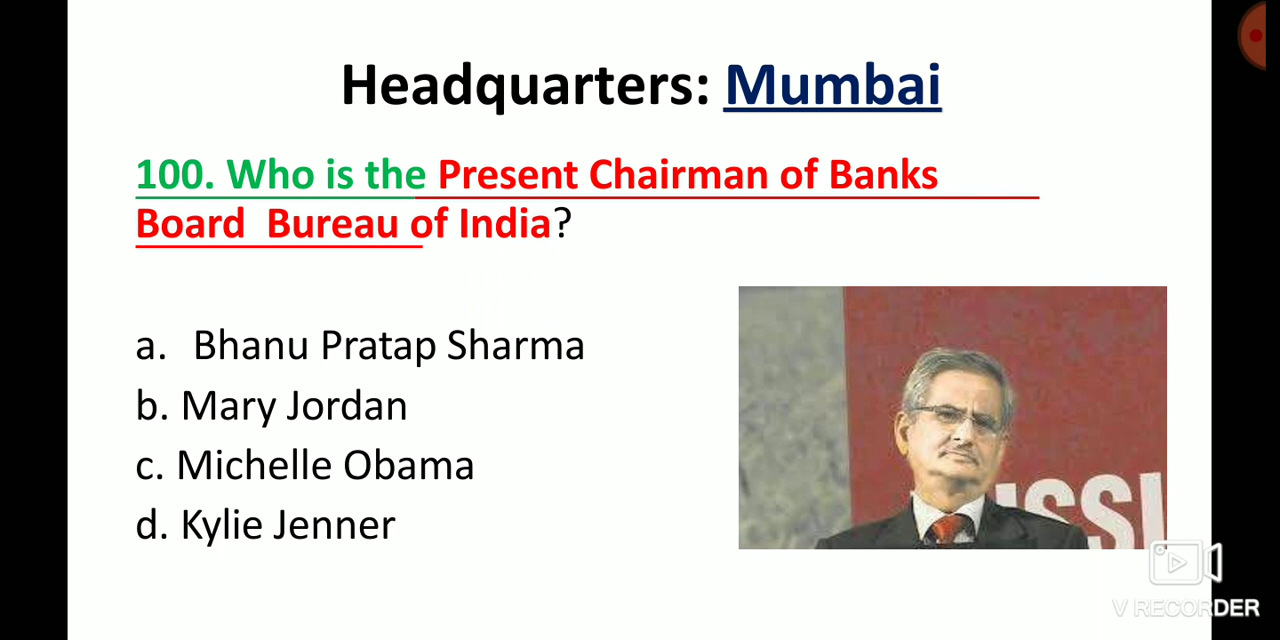 Headquarters: Mumbai
100. Who is the Present Chairman of Banks
Board Bureau of India?
a. Bhanu Pratap Sharma
b. Mary Jordan
c. Michelle Obama
d. Kylie Jenner
SSI
V RECORDER